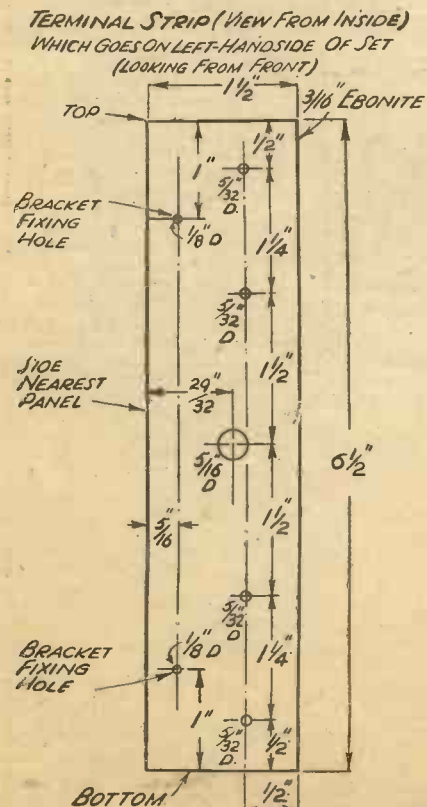 TERMINAL STRIP (VIEW FROM INSIDE)
WHICH GOES ON LEFT-HAND SIDE OF SET
(LOOKING FROM FRONT)
1½"
3/16" EBONITE
TOP
1"
½"
5/32" D.
BRACKET
FIXING
HOLE
⅛" D
1¼"
5/32" D
SIDE
NEAREST
PANEL
29/32"
1½"
5/16" D
6½"
5/16"
1½"
5/32" D
BRACKET
FIXING
HOLE
⅛" D
1¼"
1"
5/32" D.
½"
BOTTOM
½"